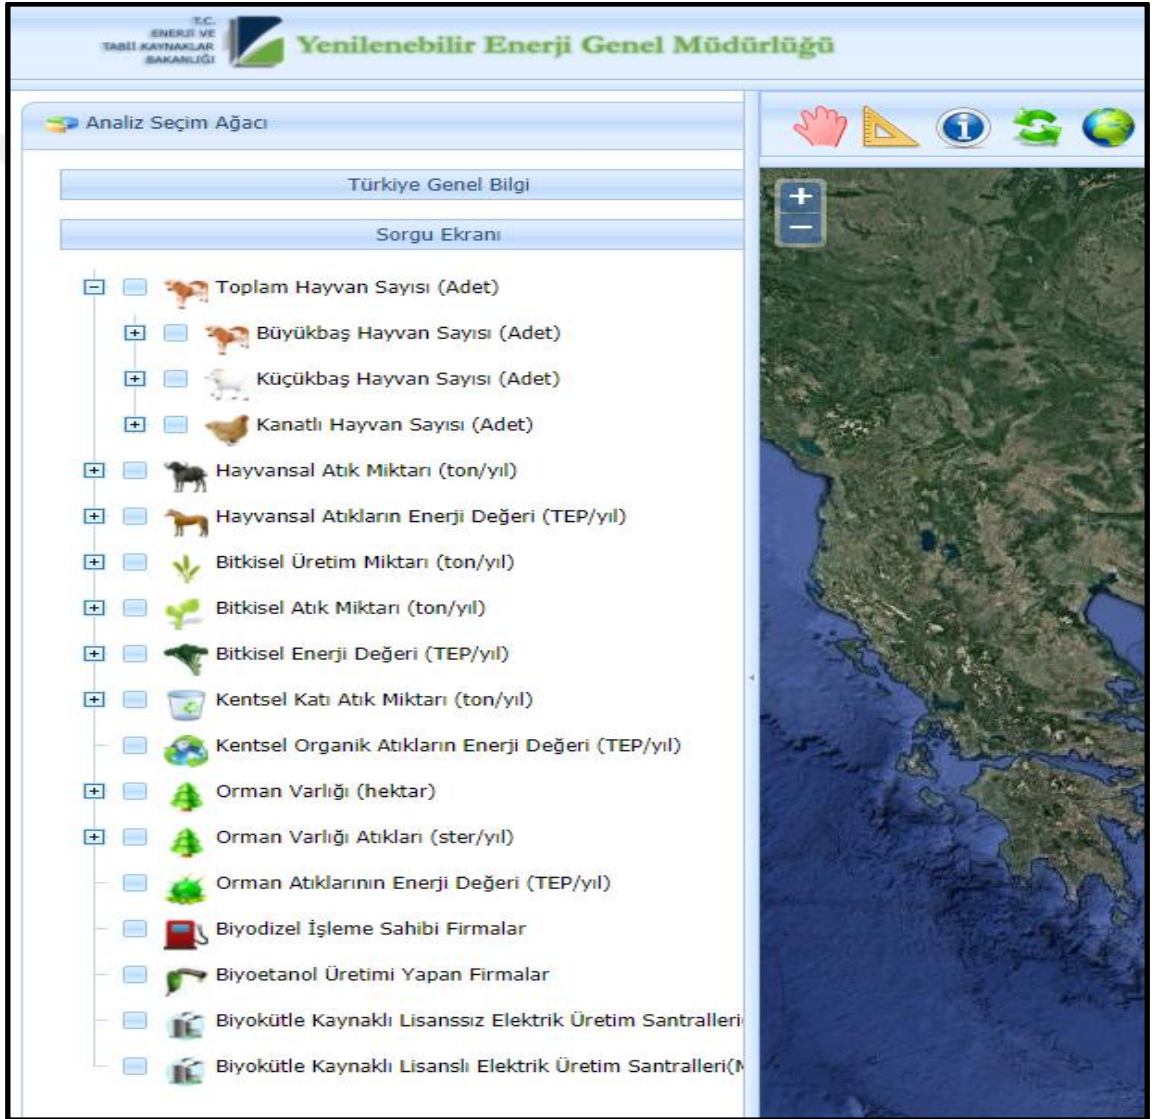 T.C.
ENERJİ VE
TABİİ KAYNAKLAR
BAKANLIĞI
Yenilenebilir Enerji Genel Müdürlüğü
Analiz Seçim Ağacı
Türkiye Genel Bilgi
Sorgu Ekranı
Toplam Hayvan Sayısı (Adet)
Büyükbaş Hayvan Sayısı (Adet)
Küçükbaş Hayvan Sayısı (Adet)
Kanatlı Hayvan Sayısı (Adet)
Hayvansal Atık Miktarı (ton/yıl)
Hayvansal Atıkların Enerji Değeri (TEP/yıl)
Bitkisel Üretim Miktarı (ton/yıl)
Bitkisel Atık Miktarı (ton/yıl)
Bitkisel Enerji Değeri (TEP/yıl)
Kentsel Katı Atık Miktarı (ton/yıl)
Kentsel Organik Atıkların Enerji Değeri (TEP/yıl)
Orman Varlığı (hektar)
Orman Varlığı Atıkları (ster/yıl)
Orman Atıklarının Enerji Değeri (TEP/yıl)
Biyodizel İşleme Sahibi Firmalar
Biyoetanol Üretimi Yapan Firmalar
Biyokütle Kaynaklı Lisanssız Elektrik Üretim Santralleri
Biyokütle Kaynaklı Lisanslı Elektrik Üretim Santralleri(